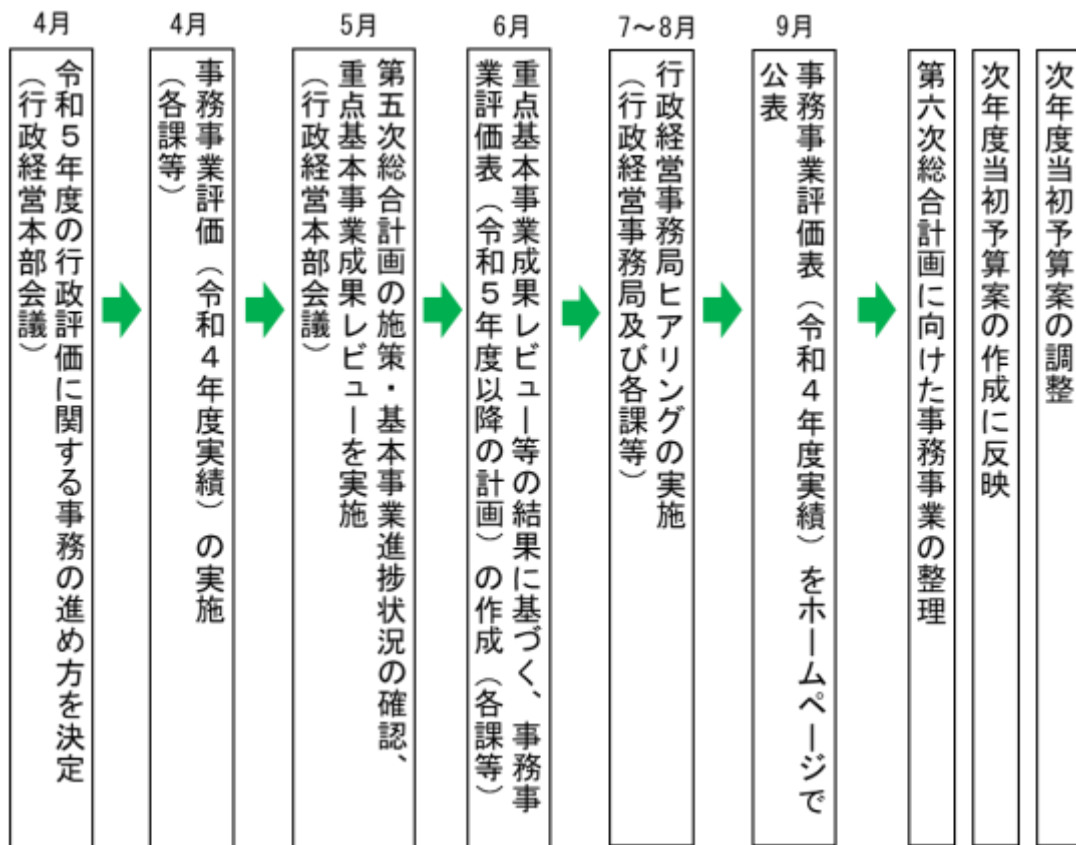 4月
令和5年度の行政評価に関する事務の進め方を決定
（行政経営本部会議）
4月
事務事業評価（令和4年度実績）の実施
（各課等）
5月
第五次総合計画の施策・基本事業進捗状況の確認、
重点基本事業成果レビューを実施
（行政経営本部会議）
6月
重点基本事業成果レビュー等の結果に基づく、事務事
業評価表（令和5年度以降の計画）の作成（各課等）
7～8月
行政経営事務局ヒアリングの実施
（行政経営事務局及び各課等）
9月
事務事業評価表（令和4年度実績）をホームページで
公表
第六次総合計画に向けた事務事業の整理
次年度当初予算案の作成に反映
次年度当初予算案の調整